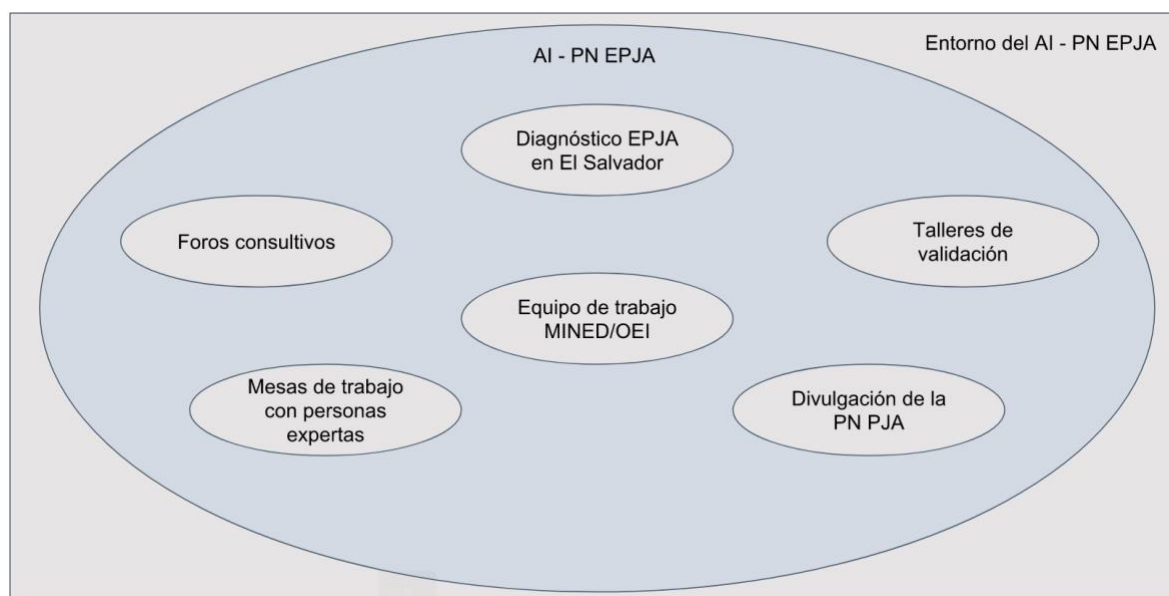 Entorno del AI - PN EPJA
AI - PN EPJA
Diagnóstico EPJA
en El Salvador
Foros consultivos
Talleres de
validación
Equipo de trabajo
MINED/OEI
Mesas de trabajo
con personas
expertas
Divulgación de la
PN PJA